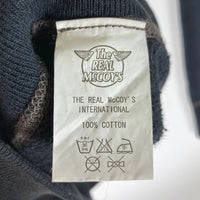 The
REAL
McCOY'S
THE REAL McCOY'S
INTERNATIONAL
100% COTTON